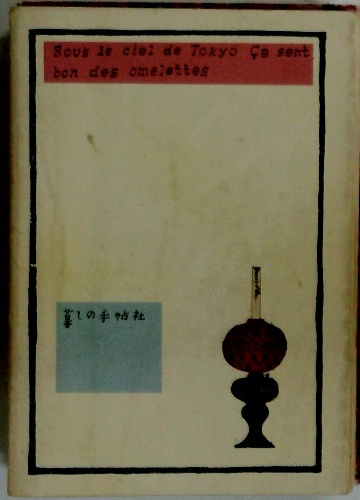 Sous le ciel de Tokyo Ça sent
bon des omelettes
暮しの手帖社